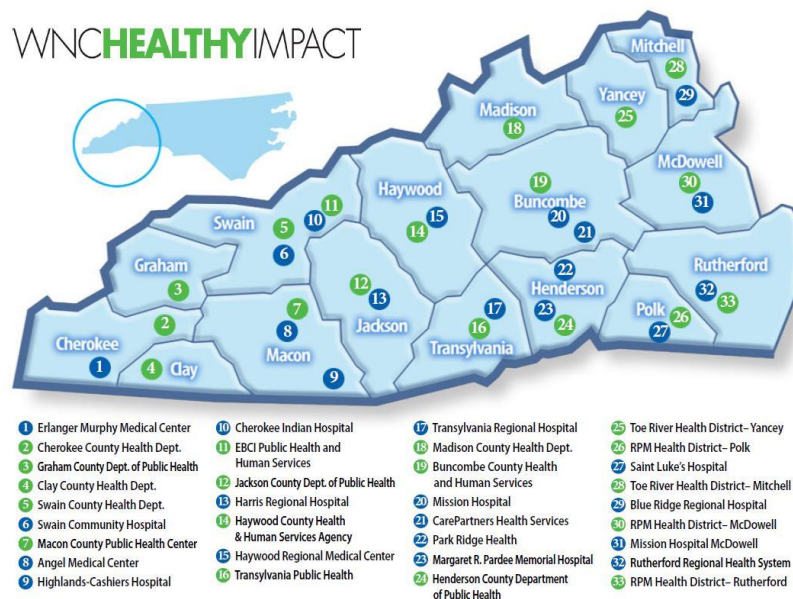 WNCHEALTHYIMPACT
Mitchell
28
29
Yancey
25
Madison
18
McDowell
30
31
19
Buncombe
20
21
Haywood
15
14
11
10
Swain
5
6
Graham
3
12
13
Jackson
22
Henderson
23
24
Rutherford
32
33
Polk
26
27
17
16
Transylvania
7
8
Macon
9
2
Cherokee
1
4
Clay
1 Erlanger Murphy Medical Center
2 Cherokee County Health Dept.
3 Graham County Dept. of Public Health
4 Clay County Health Dept.
5 Swain County Health Dept.
6 Swain Community Hospital
7 Macon County Public Health Center
8 Angel Medical Center
9 Highlands-Cashiers Hospital
10 Cherokee Indian Hospital
11 EBCI Public Health and
Human Services
12 Jackson County Dept. of Public Health
13 Harris Regional Hospital
14 Haywood County Health
& Human Services Agency
15 Haywood Regional Medical Center
16 Transylvania Public Health
17 Transylvania Regional Hospital
18 Madison County Health Dept.
19 Buncombe County Health
and Human Services
20 Mission Hospital
21 CarePartners Health Services
22 Park Ridge Health
23 Margaret R. Pardee Memorial Hospital
24 Henderson County Department
of Public Health
25 Toe River Health District– Yancey
26 RPM Health District– Polk
27 Saint Luke's Hospital
28 Toe River Health District– Mitchell
29 Blue Ridge Regional Hospital
30 RPM Health District– McDowell
31 Mission Hospital McDowell
32 Rutherford Regional Health System
33 RPM Health District– Rutherford